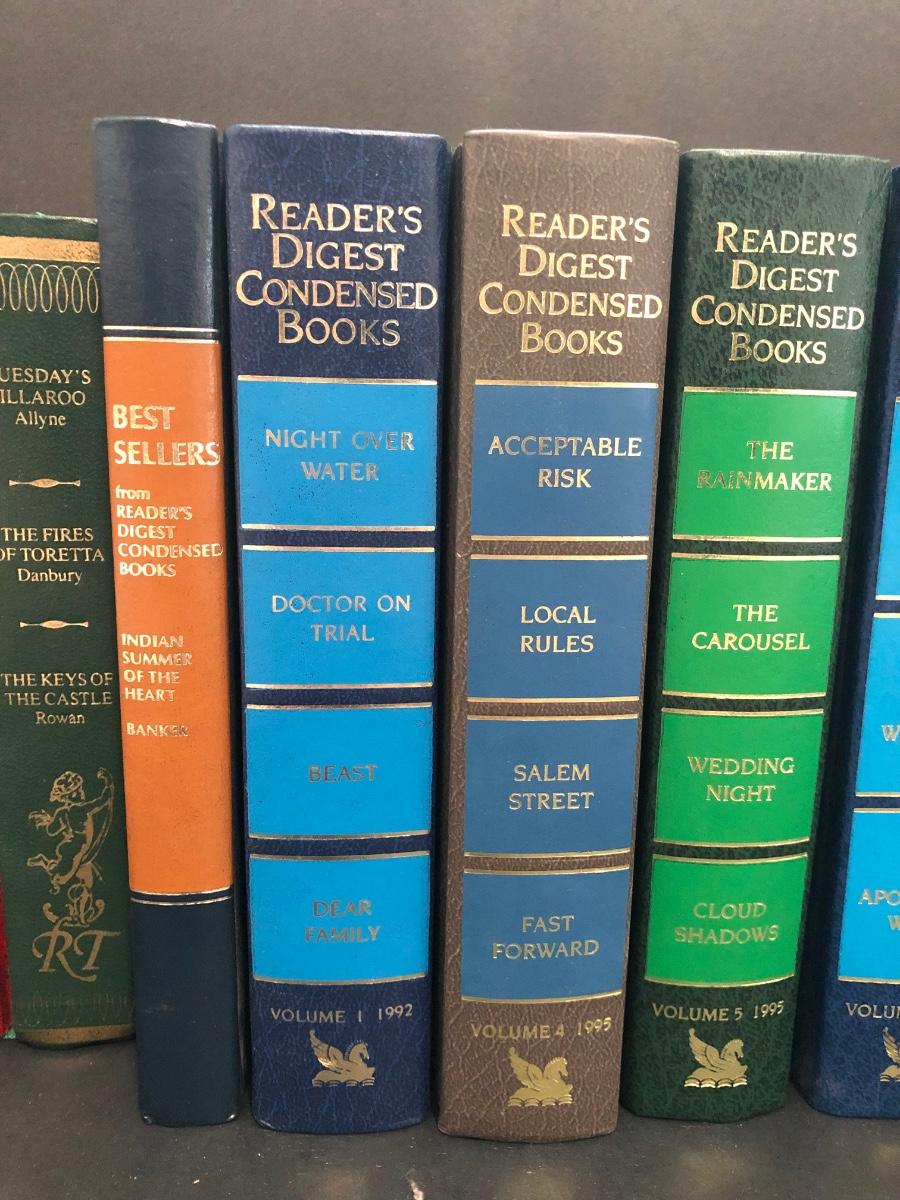 UESDAY'S
ILLAROO
Allyne
THE FIRES
OF TORETTA
Danbury
THE KEYS OF
THE CASTLE
Rowan
RT
BEST
SELLERS
from
READER'S
DIGEST
CONDENSED
BOOKS
INDIAN
SUMMER
OF THE
HEART
BANKER
READER'S
DIGEST
CONDENSED
BOOKS
NIGHT OVER
WATER
DOCTOR ON
TRIAL
BEAST
DEAR
FAMILY
VOLUME 1 1992
READER'S
DIGEST
CONDENSED
BOOKS
ACCEPTABLE
RISK
LOCAL
RULES
SALEM
STREET
FAST
FORWARD
VOLUME 4 1995
READER'S
DIGEST
CONDENSED
BOOKS
THE
RAINMAKER
THE
CAROUSEL
WEDDING
NIGHT
CLOUD
SHADOWS
VOLUME 5 1995
W
APO
W
VOLU